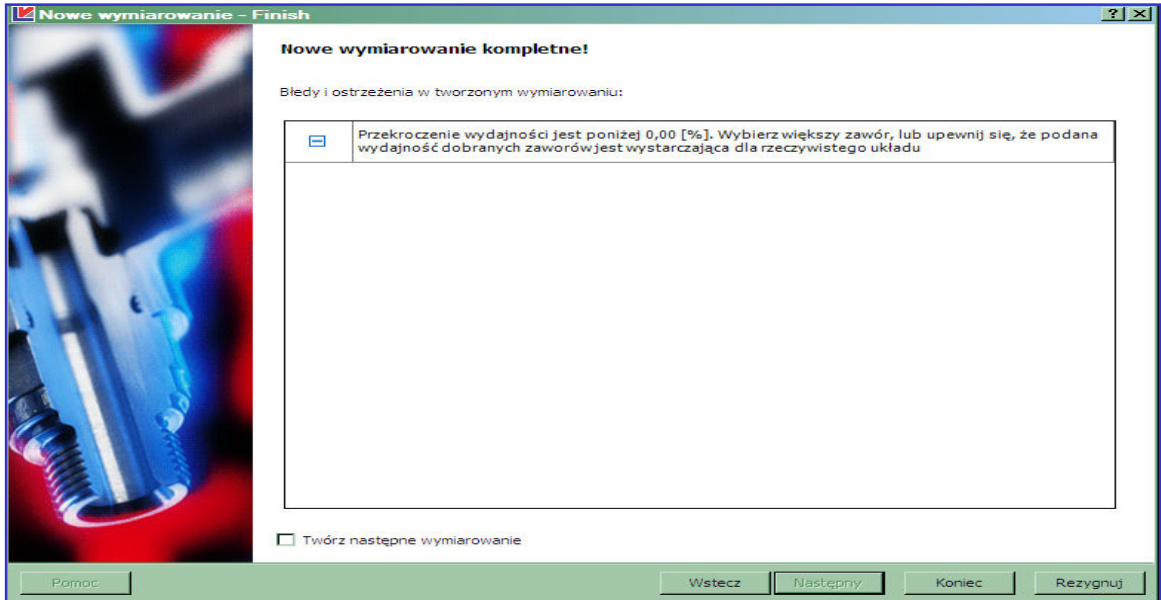 Nowe wymiarowanie - Finish
Nowe wymiarowanie kompletne!
Błedy i ostrzeżenia w tworzonym wymiarowaniu:
Przekroczenie wydajności jest poniżej 0,00 [%]. Wybierz większy zawór, lub upewnij się, że podana
wydajność dobranych zaworów jest wystarczająca dla rzeczywistego układu
Twórz następne wymiarowanie
Pomoc
Wstecz
Następny
Koniec
Rezygnuj